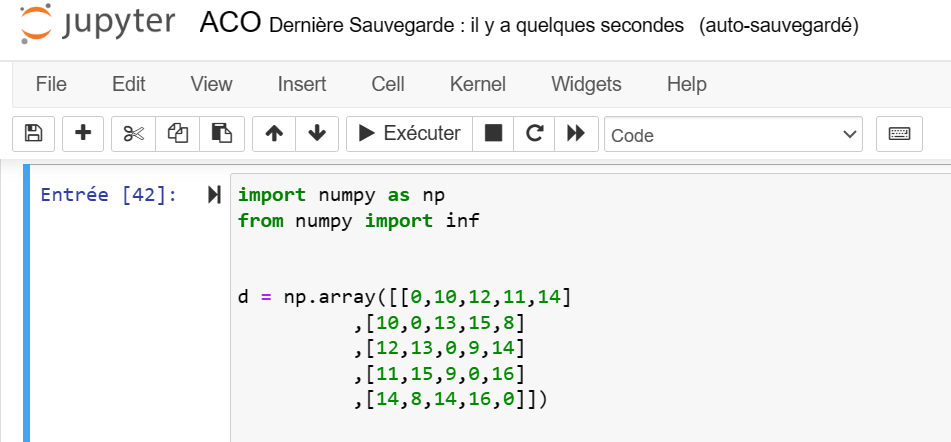 jupyter ACO Dernière Sauvegarde : il y a quelques secondes (auto-sauvegardé)
File Edit View Insert Cell Kernel Widgets Help
Exécuter Code
Entrée [42]: import numpy as np
from numpy import inf
d = np.array([[0,10,12,11,14]
,[10,0,13,15,8]
,[12,13,0,9,14]
,[11,15,9,0,16]
,[14,8,14,16,0]])